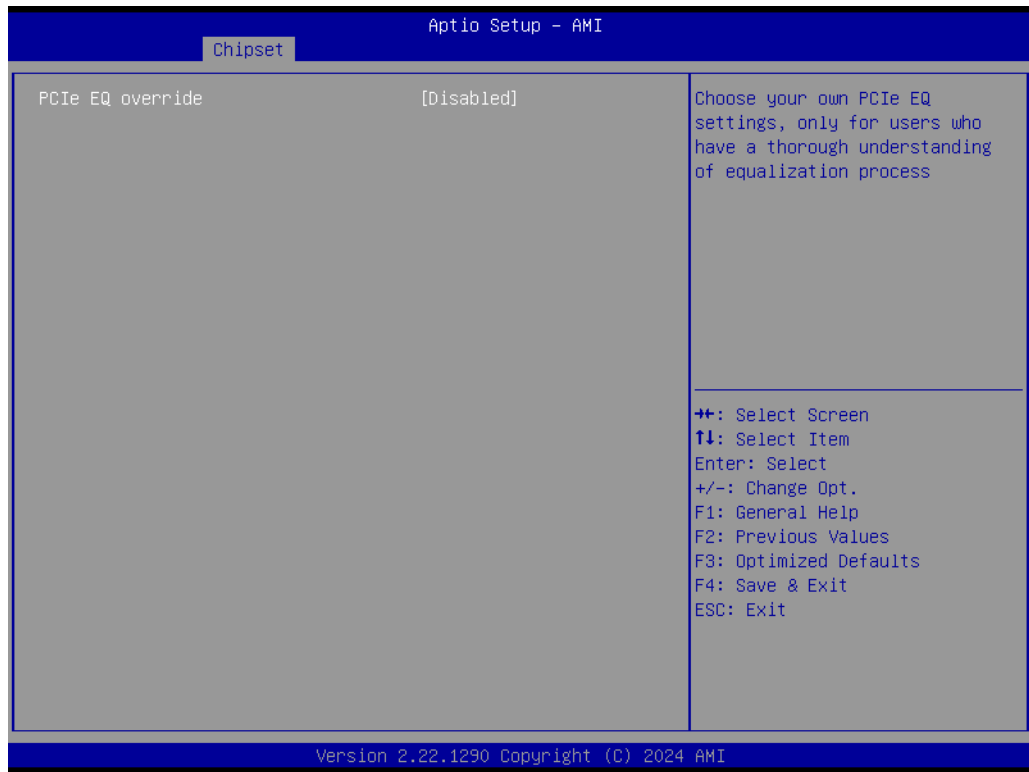 Aptio Setup – AMI
Chipset
PCIe EQ override [Disabled]
Choose your own PCIe EQ
settings, only for users who
have a thorough understanding
of equalization process
→←: Select Screen
↑↓: Select Item
Enter: Select
+/-: Change Opt.
F1: General Help
F2: Previous Values
F3: Optimized Defaults
F4: Save & Exit
ESC: Exit
Version 2.22.1290 Copyright (C) 2024 AMI